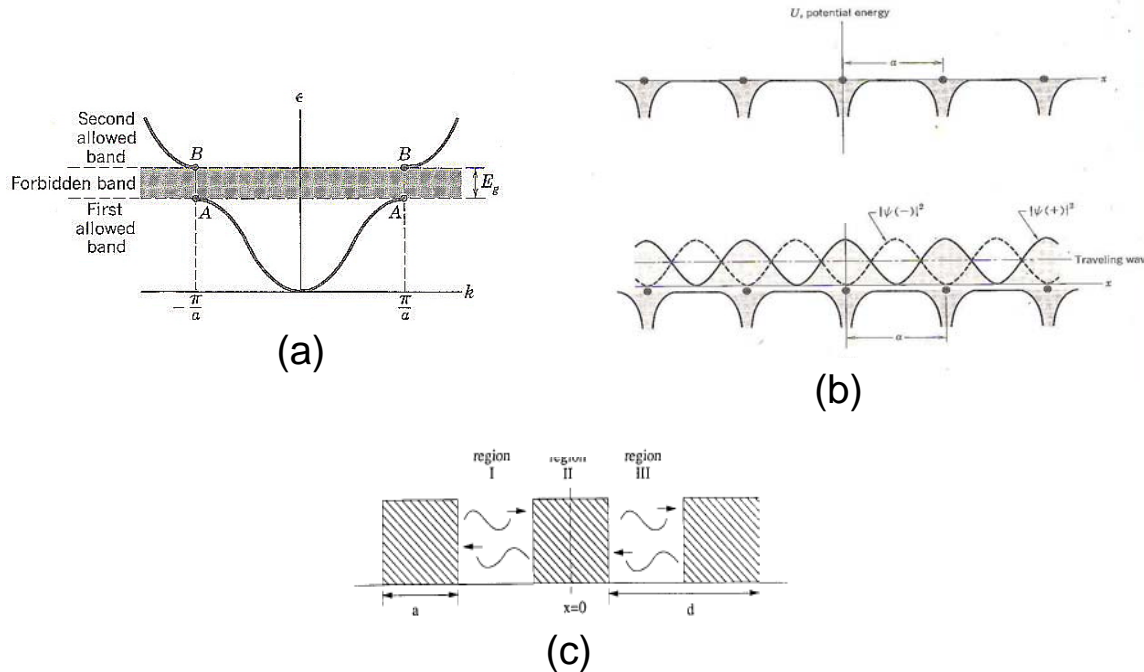 ϵ
Second
allowed
band
B
B
Forbidden band
E_g
First
allowed
band
A
A
-π/a
π/a
k
(a)
U, potential energy
a
x
|ψ(-)|²
|ψ(+)|²
Traveling wav
x
a
(b)
region
I
region
II
region
III
a
x=0
d
(c)